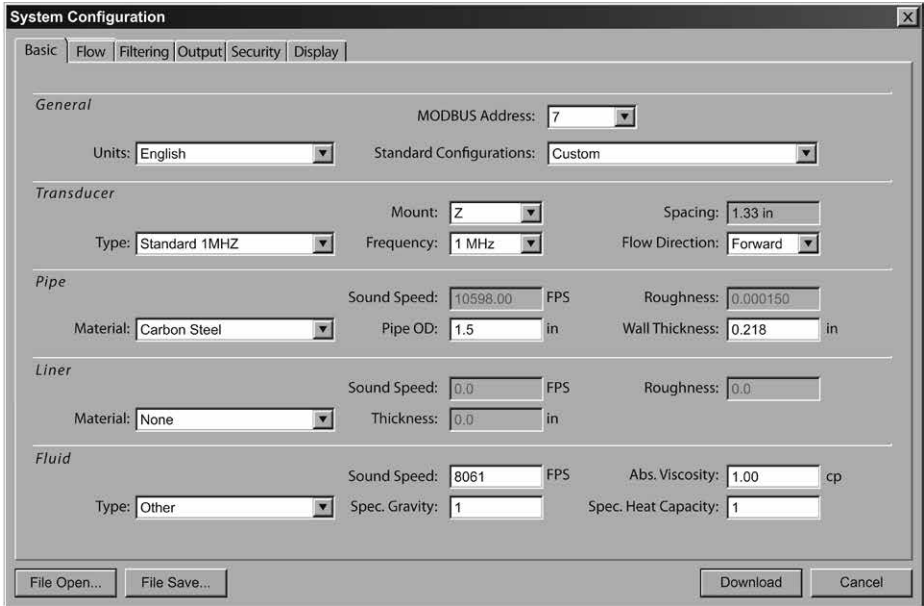 System Configuration
Basic Flow Filtering Output Security Display
General
MODBUS Address: 7
Units: English Standard Configurations: Custom
Transducer
Mount: Z Spacing: 1.33 in
Type: Standard 1MHZ Frequency: 1 MHz Flow Direction: Forward
Pipe
Sound Speed: 10598.00 FPS Roughness: 0.000150
Material: Carbon Steel Pipe OD: 1.5 in Wall Thickness: 0.218 in
Liner
Sound Speed: 0.0 FPS Roughness: 0.0
Material: None Thickness: 0.0 in
Fluid
Sound Speed: 8061 FPS Abs. Viscosity: 1.00 cp
Type: Other Spec. Gravity: 1 Spec. Heat Capacity: 1
File Open... File Save... Download Cancel